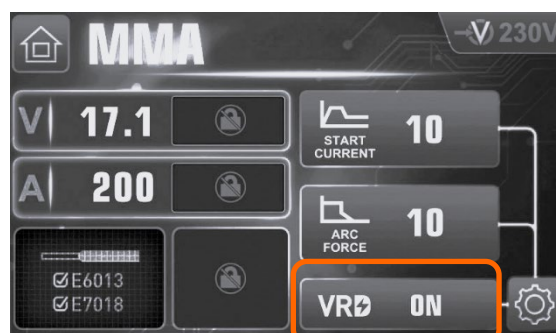 MMA
V 230V
V 17.1
A 200
E6013
E7018
START
CURRENT
10
ARC
FORCE
10
VRD ON